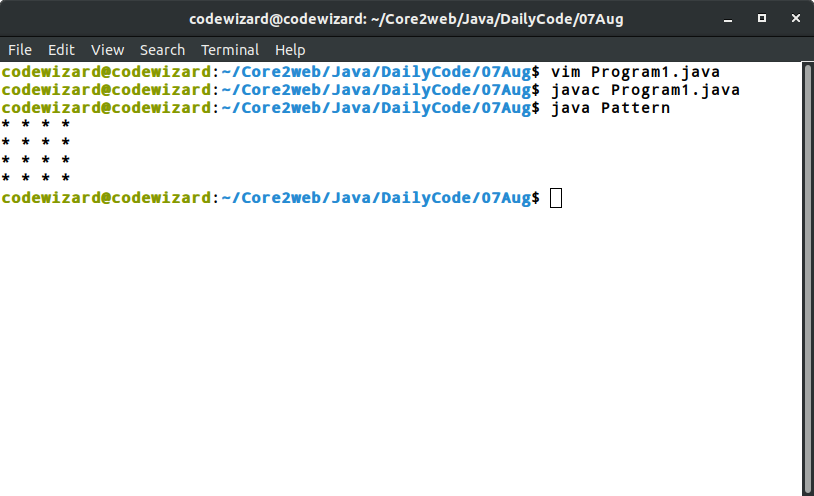 codewizard@codewizard: ~/Core2web/Java/DailyCode/07Aug
File Edit View Search Terminal Help
codewizard@codewizard:~/Core2web/Java/DailyCode/07Aug$ vim Program1.java
codewizard@codewizard:~/Core2web/Java/DailyCode/07Aug$ javac Program1.java
codewizard@codewizard:~/Core2web/Java/DailyCode/07Aug$ java Pattern
* * * *
* * * *
* * * *
* * * *
codewizard@codewizard:~/Core2web/Java/DailyCode/07Aug$